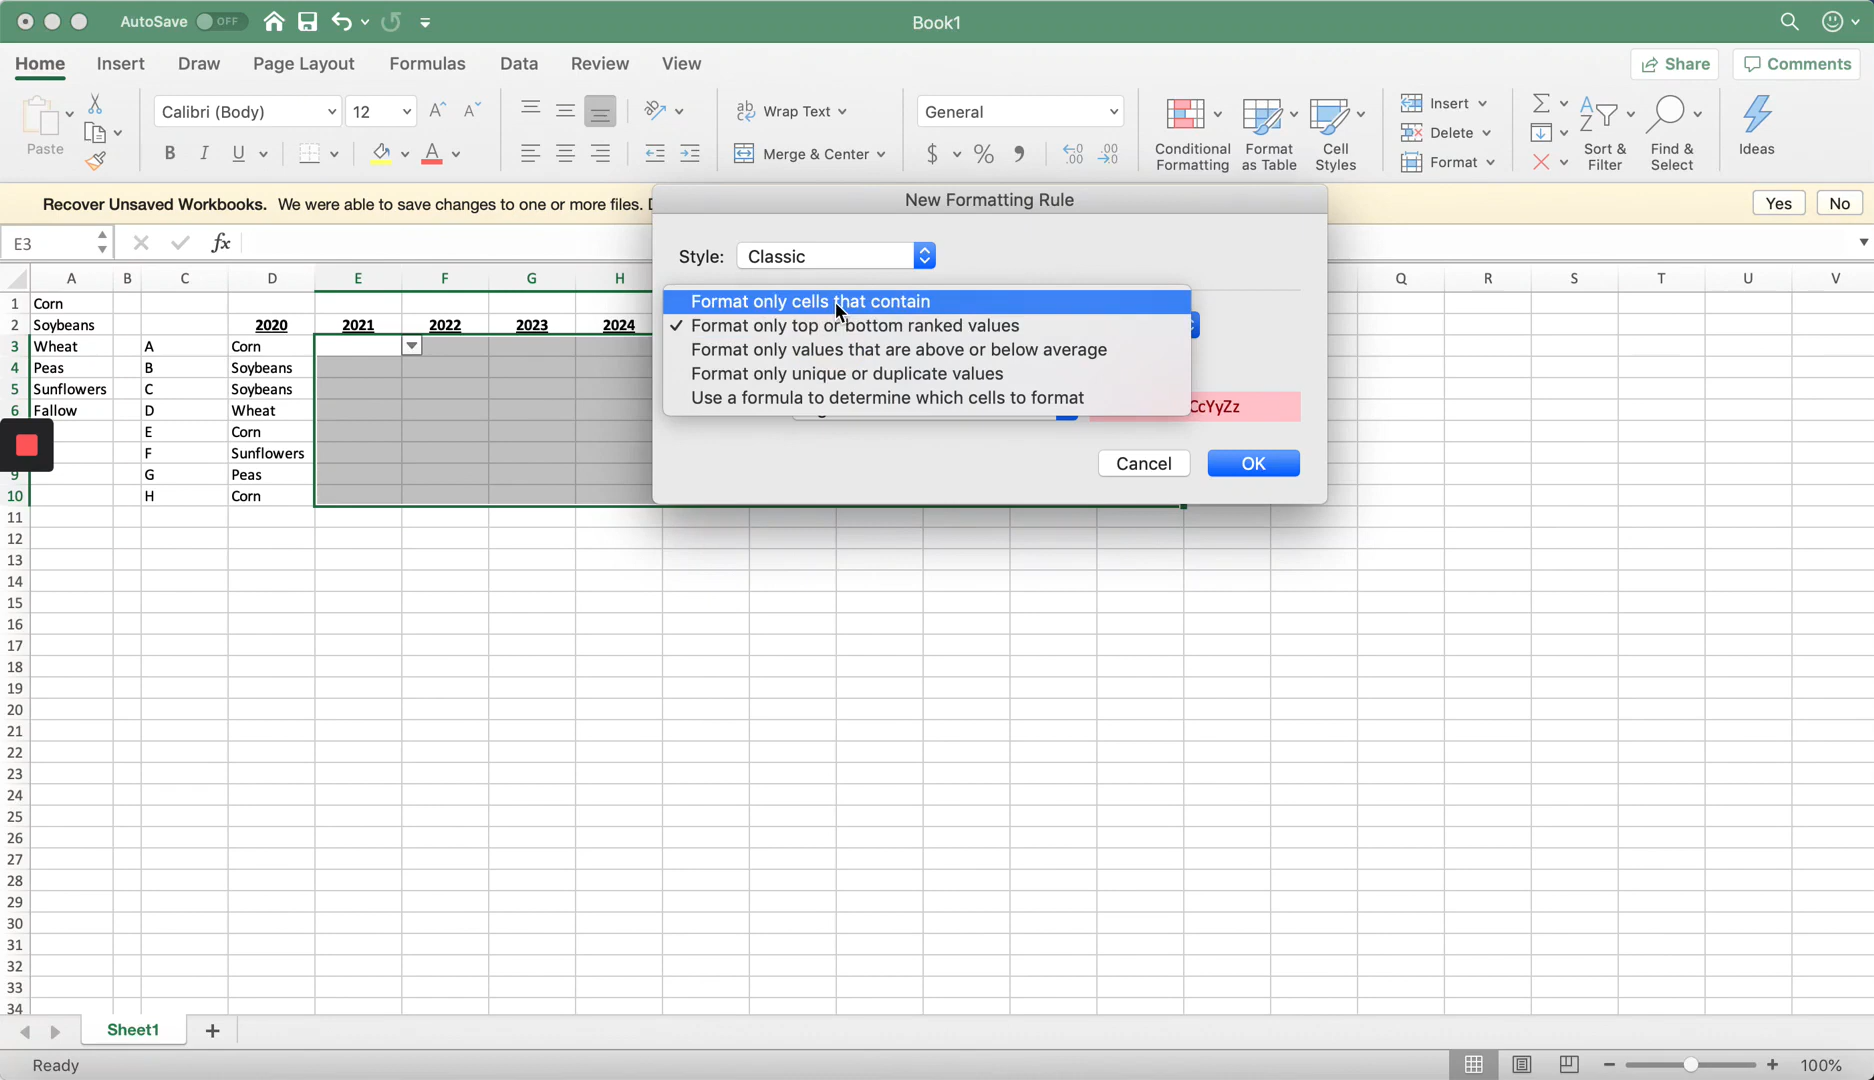 AutoSave OFF Book1
Home Insert Draw Page Layout Formulas Data Review View Share Comments
Paste Calibri (Body) 12 A^ A ab Wrap Text General Insert
B I U A Merge & Center $ % Conditional Formatting Format as Table Cell Styles Delete Format Sort & Filter Find & Select Ideas
Recover Unsaved Workbooks. We were able to save changes to one or more files. Yes No
New Formatting Rule
E3 fx
Style: Classic
Format only cells that contain
✓ Format only top or bottom ranked values
Format only values that are above or below average
Format only unique or duplicate values
Use a formula to determine which cells to format
CcYyZz
Cancel OK
A B C D E F G H Q R S T U V
1 Corn
2 Soybeans 2020 2021 2022 2023 2024
3 Wheat A Corn
4 Peas B Soybeans
5 Sunflowers C Soybeans
6 Fallow D Wheat
E Corn
F Sunflowers
9 G Peas
10 H Corn
11
12
13
14
15
16
17
18
19
20
21
22
23
24
25
26
27
28
29
30
31
32
33
34
Sheet1 +
Ready 100%